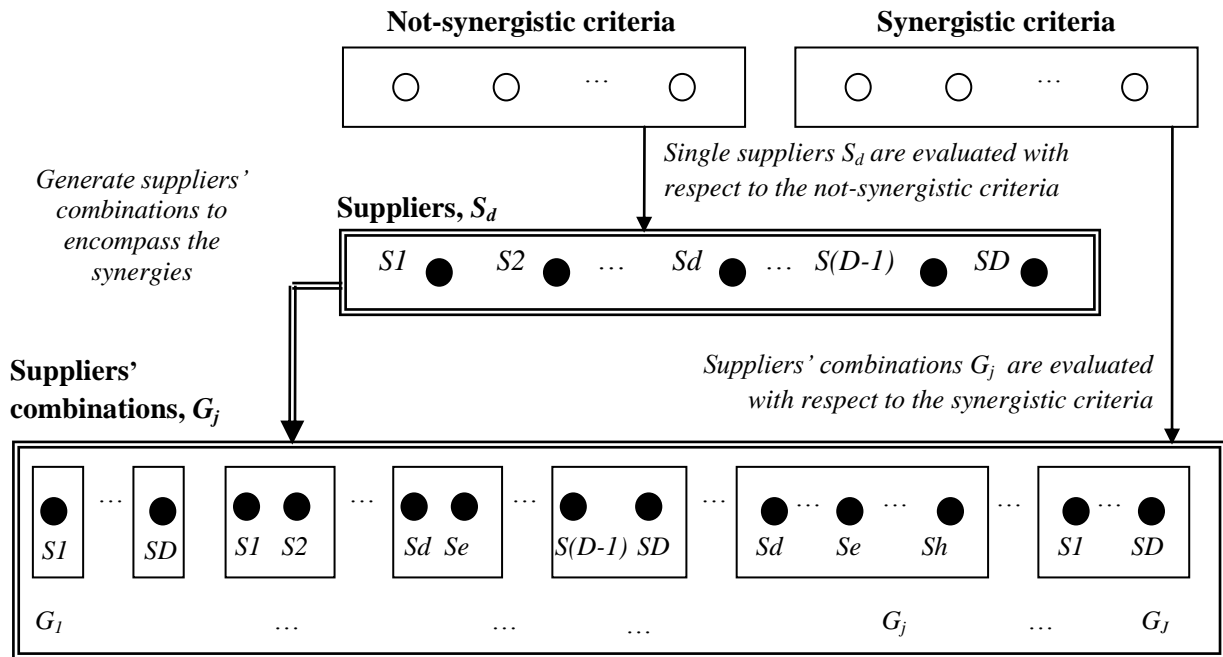 Not-synergistic criteria
Synergistic criteria
…
…
Single suppliers S_d are evaluated with
respect to the not-synergistic criteria
Generate suppliers’
combinations to
encompass the
synergies
Suppliers, S_d
S1 S2 … Sd … S(D-1) SD
Suppliers’
combinations, G_j
Suppliers’ combinations G_j are evaluated
with respect to the synergistic criteria
… … … … … … … …
S1 SD S1 S2 Sd Se S(D-1) SD Sd Se Sh S1 SD
G_1 … … … G_j … G_J